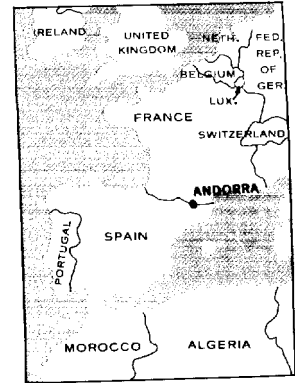 IRELAND
UNITED
KINGDOM
NETH.
FED.
REP.
OF
GER.
BELGIUM
LUX.
FRANCE
SWITZERLAND
ANDORRA
PORTUGAL
SPAIN
MOROCCO
ALGERIA